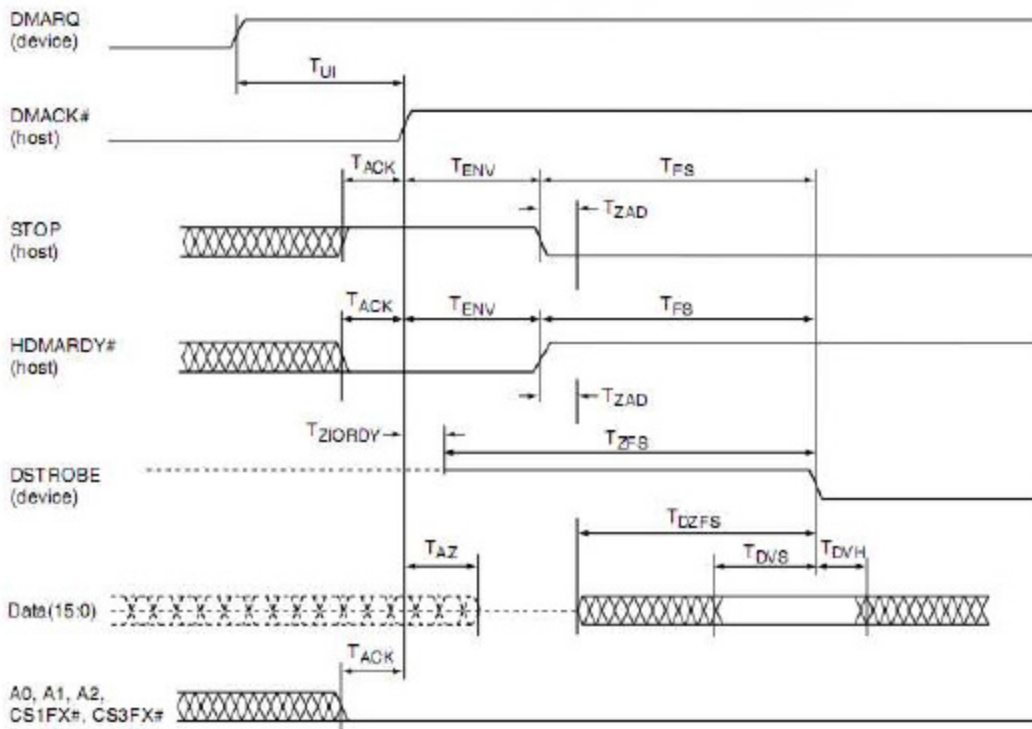 DMARQ
(device)
TUI
DMACK#
(host)
TACK TENV TFS
TZAD
STOP
(host)
TACK TENV TFS
HDMARDY#
(host)
TZAD
TZIORDY TZFS
DSTROBE
(device)
TDZFS
TAZ TDVS TDVH
Data(15:0)
TACK
A0, A1, A2,
CS1FX#, CS3FX#